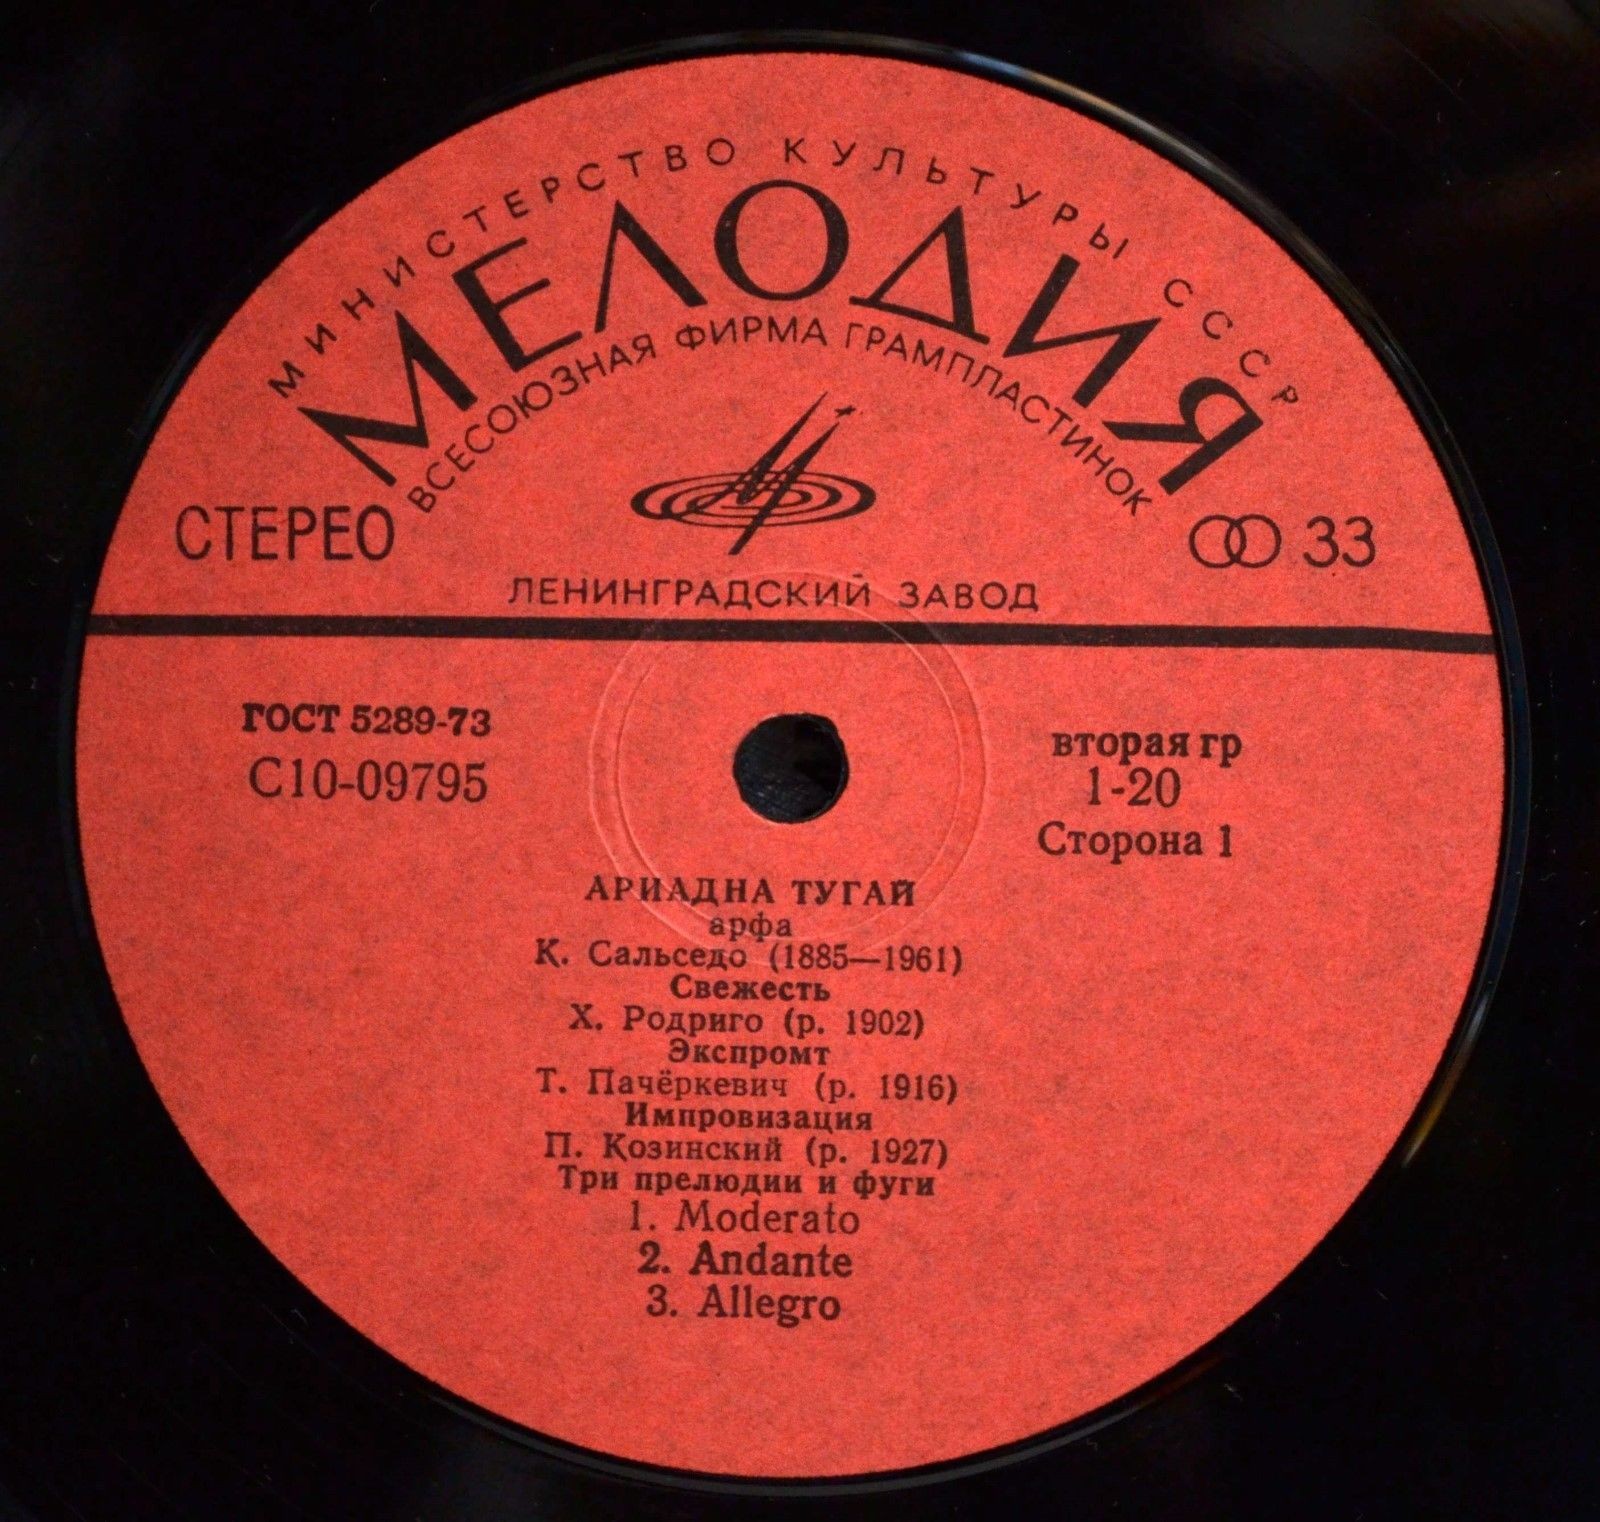 МИНИСТЕРСТВО КУЛЬТУРЫ СССР
МЕЛОДИЯ
ВСЕСОЮЗНАЯ ФИРМА ГРАМПЛАСТИНОК
СТЕРЕО
33
ЛЕНИНГРАДСКИЙ ЗАВОД
ГОСТ 5289-73
С10-09795
вторая гр
1-20
Сторона 1
АРИАДНА ТУГАЙ
арфа
К. Сальседо (1885—1961)
Свежесть
Х. Родриго (р. 1902)
Экспромт
Т. Пачёркевич (р. 1916)
Импровизация
П. Козинский (р. 1927)
Три прелюдии и фуги
1. Moderato
2. Andante
3. Allegro